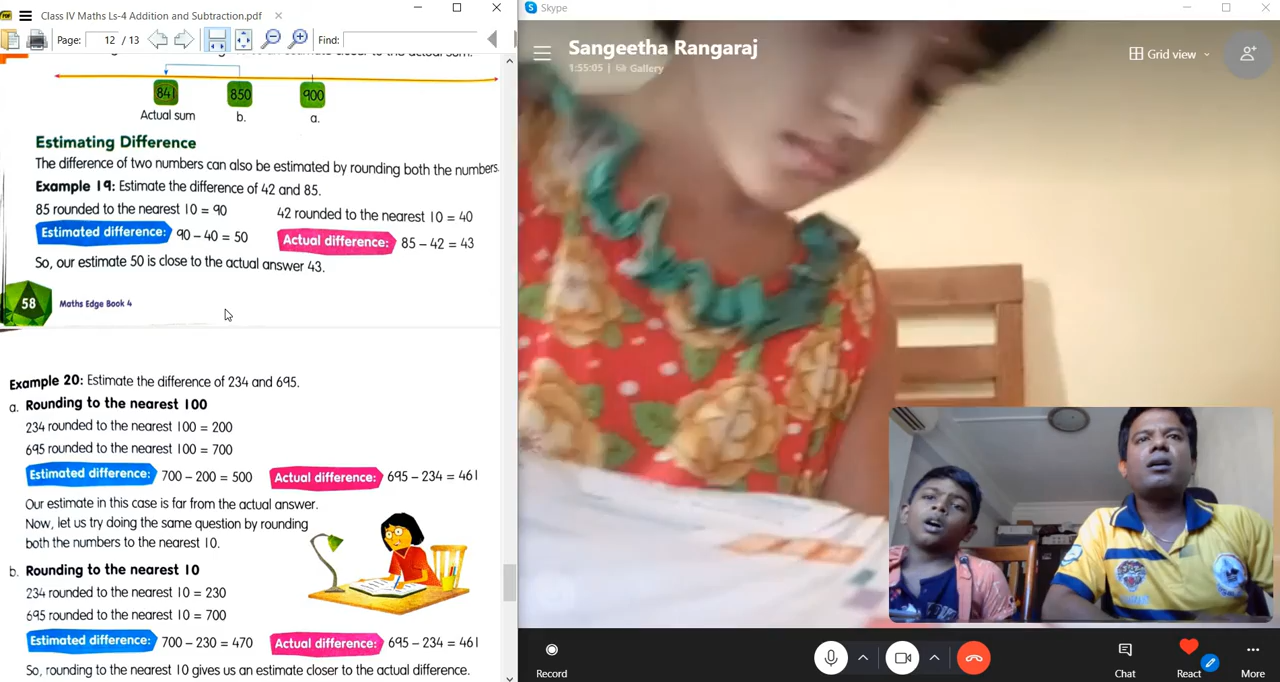 Class IV Maths Ls-4 Addition and Subtraction.pdf
Page: 12 / 13
Find:
841 850 900
Actual sum b. a.
Estimating Difference
The difference of two numbers can also be estimated by rounding both the numbers.
Example 19: Estimate the difference of 42 and 85.
85 rounded to the nearest 10 = 90
42 rounded to the nearest 10 = 40
Estimated difference: 90 – 40 = 50
Actual difference: 85 – 42 = 43
So, our estimate 50 is close to the actual answer 43.
58 Maths Edge Book 4
Example 20: Estimate the difference of 234 and 695.
a. Rounding to the nearest 100
234 rounded to the nearest 100 = 200
695 rounded to the nearest 100 = 700
Estimated difference: 700 – 200 = 500 Actual difference: 695 – 234 = 461
Our estimate in this case is far from the actual answer.
Now, let us try doing the same question by rounding
both the numbers to the nearest 10.
b. Rounding to the nearest 10
234 rounded to the nearest 10 = 230
695 rounded to the nearest 10 = 700
Estimated difference: 700 – 230 = 470 Actual difference: 695 – 234 = 461
So, rounding to the nearest 10 gives us an estimate closer to the actual difference.
Skype
Sangeetha Rangaraj
1:55:05 | Gallery
Grid view
Record
Chat
React
More